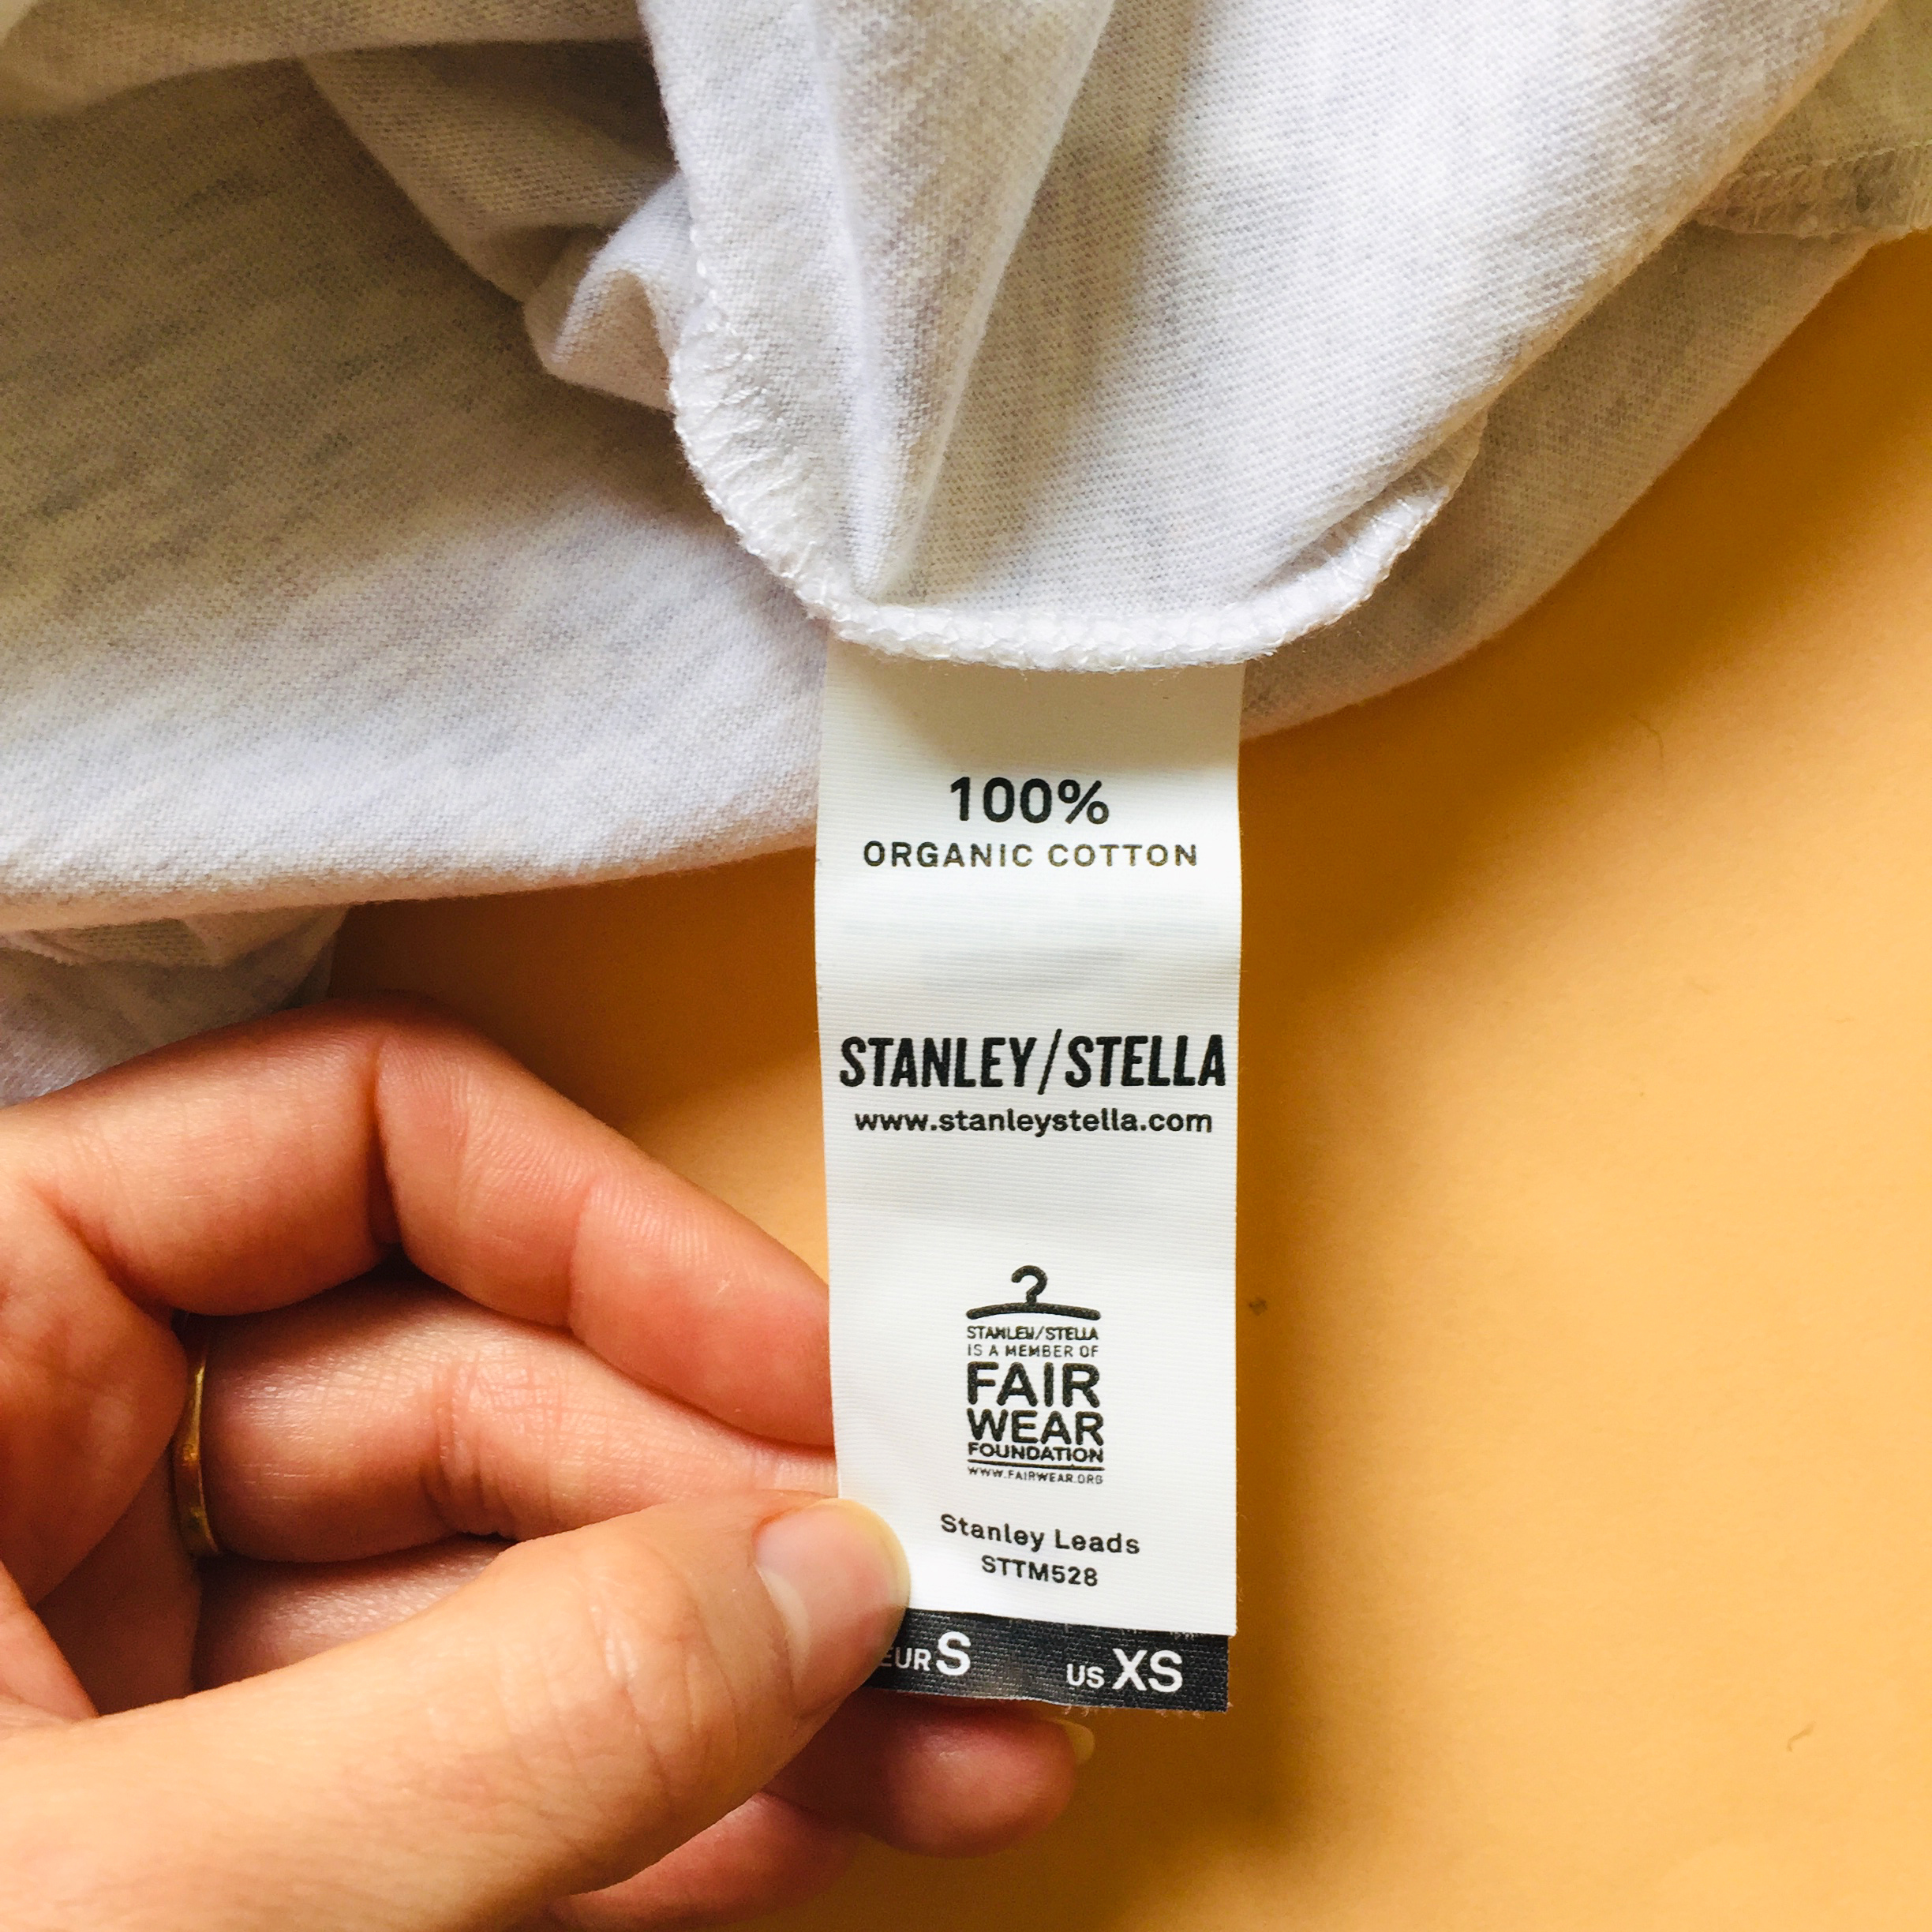 100%
ORGANIC COTTON
STANLEY/STELLA
www.stanleystella.com
STANLEY/STELLA
IS A MEMBER OF
FAIR
WEAR
FOUNDATION
WWW.FAIRWEAR.ORG
Stanley Leads
STTM528
EUR S US XS